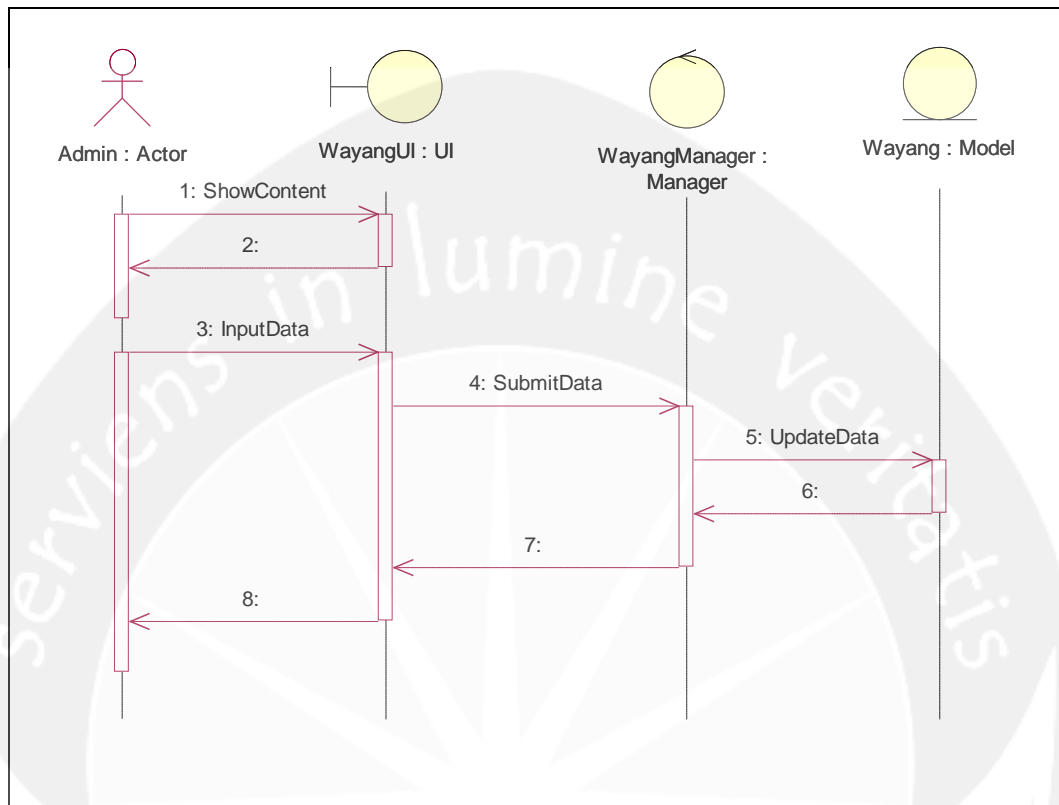 Admin : Actor
WayangUI : UI
WayangManager :
Manager
Wayang : Model
1: ShowContent
2:
3: InputData
4: SubmitData
5: UpdateData
6:
7:
8:
serviens in lumine veritatis